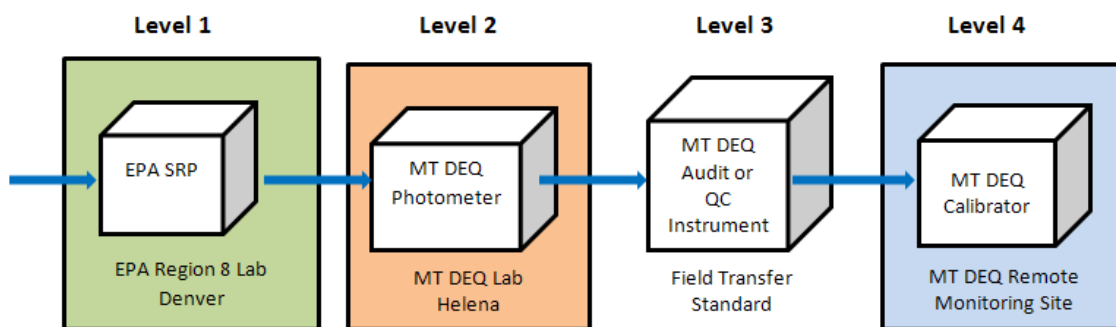 Level 1
Level 2
Level 3
Level 4
EPA SRP
MT DEQ
Photometer
MT DEQ
Audit or
QC
Instrument
MT DEQ
Calibrator
EPA Region 8 Lab
Denver
MT DEQ Lab
Helena
Field Transfer
Standard
MT DEQ Remote
Monitoring Site